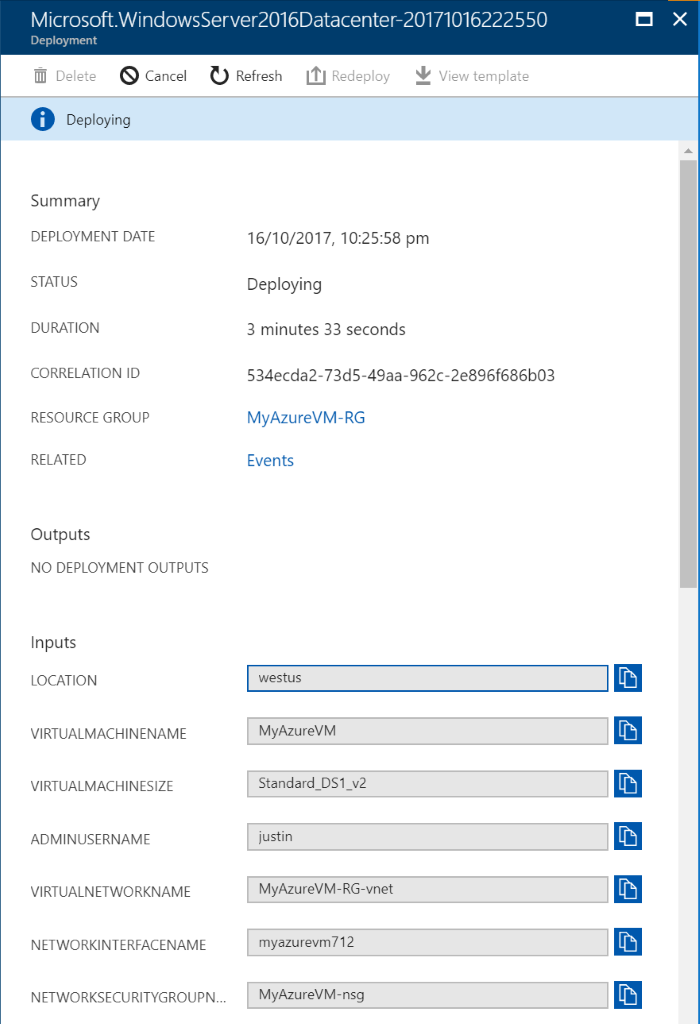 Microsoft.WindowsServer2016Datacenter-20171016222550
Deployment
Delete Cancel Refresh Redeploy View template
Deploying
Summary
DEPLOYMENT DATE 16/10/2017, 10:25:58 pm
STATUS Deploying
DURATION 3 minutes 33 seconds
CORRELATION ID 534ecda2-73d5-49aa-962c-2e896f686b03
RESOURCE GROUP MyAzureVM-RG
RELATED Events
Outputs
NO DEPLOYMENT OUTPUTS
Inputs
LOCATION westus
VIRTUALMACHINENAME MyAzureVM
VIRTUALMACHINESIZE Standard_DS1_v2
ADMINUSERNAME justin
VIRTUALNETWORKNAME MyAzureVM-RG-vnet
NETWORKINTERFACENAME myazurevm712
NETWORKSECURITYGROUPN... MyAzureVM-nsg